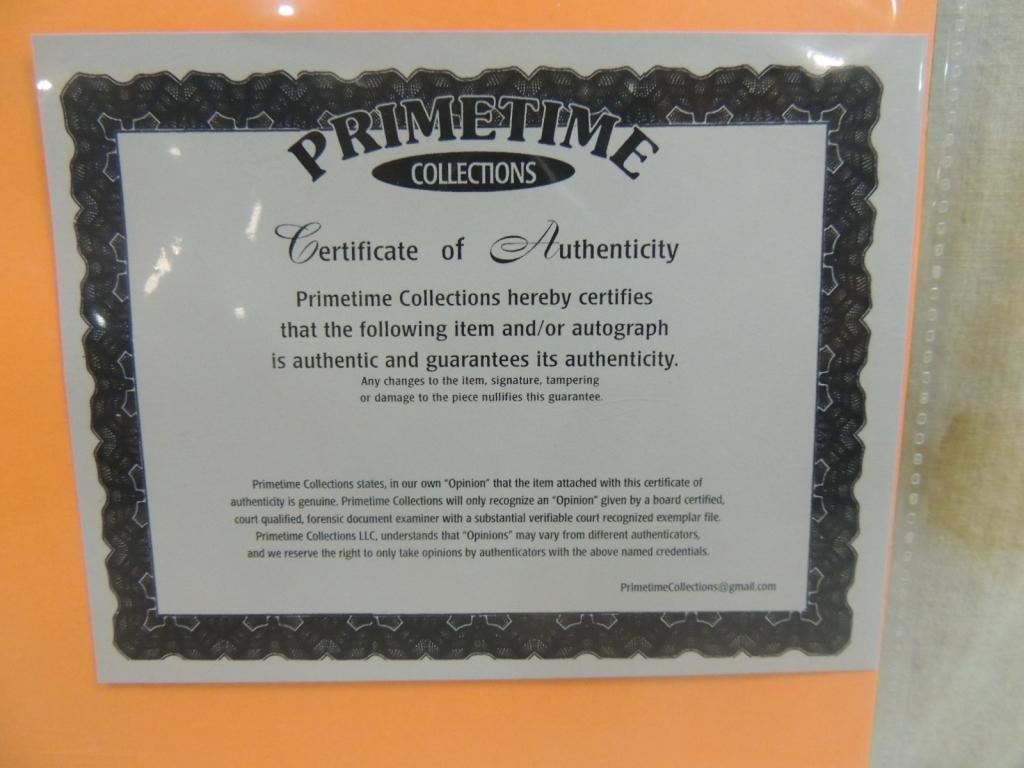 PRIMETIME
COLLECTIONS
Certificate of Authenticity
Primetime Collections hereby certifies
that the following item and/or autograph
is authentic and guarantees its authenticity.
Any changes to the item, signature, tampering
or damage to the piece nullifies this guarantee.
Primetime Collections states, in our own "Opinion" that the item attached with this certificate of
authenticity is genuine. Primetime Collections will only recognize an "Opinion" given by a board certified,
court qualified, forensic document examiner with a substantial verifiable court recognized exemplar file.
Primetime Collections LLC, understands that "Opinions" may vary from different authenticators,
and we reserve the right to only take opinions by authenticators with the above named credentials.
PrimetimeCollections@gmail.com